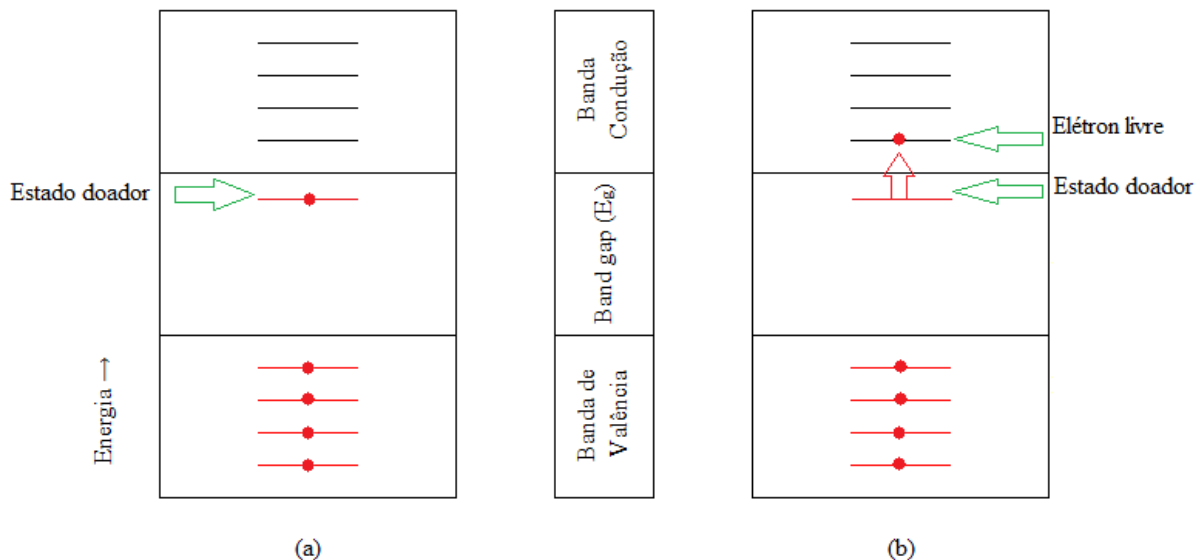 Estado doador
Energia →
Banda
Condução
Band gap (Eg)
Banda de
Valência
Elétron livre
Estado doador
(a)
(b)